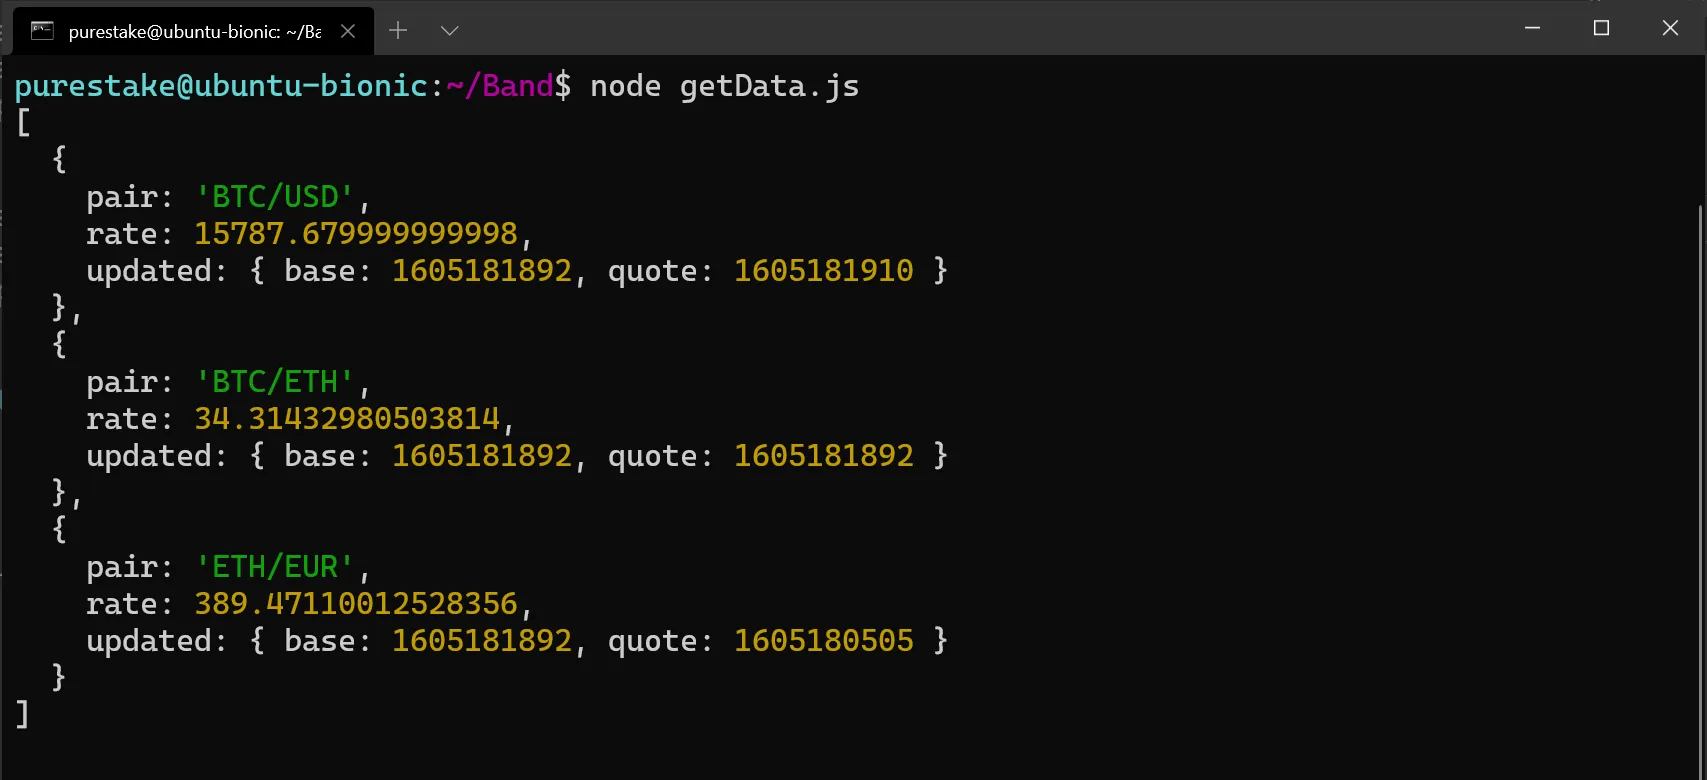 purestake@ubuntu-bionic: ~/Ba
purestake@ubuntu-bionic:~/Band$ node getData.js
[
  {
    pair: 'BTC/USD',
    rate: 15787.679999999998,
    updated: { base: 1605181892, quote: 1605181910 }
  },
  {
    pair: 'BTC/ETH',
    rate: 34.31432980503814,
    updated: { base: 1605181892, quote: 1605181892 }
  },
  {
    pair: 'ETH/EUR',
    rate: 389.47110012528356,
    updated: { base: 1605181892, quote: 1605180505 }
  }
]